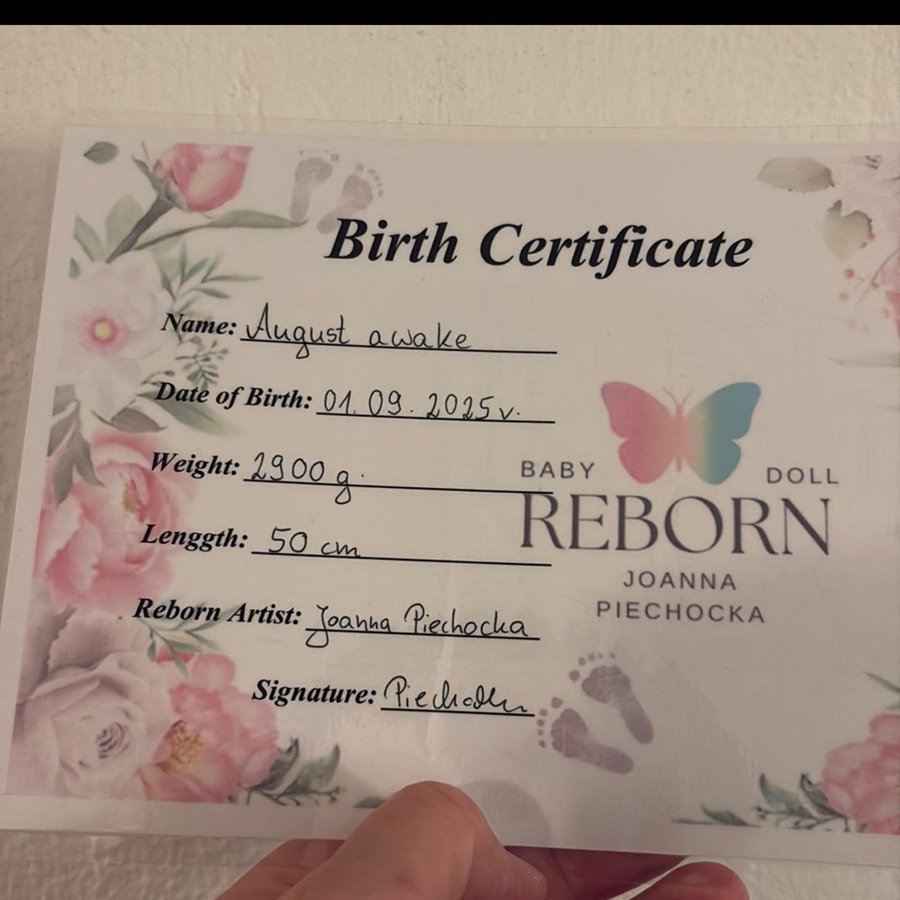 Birth Certificate
Name: August awake
Date of Birth: 01.09.2025r.
Weight: 2900 g.
Lenggth: 50 cm
Reborn Artist: Joanna Piechocka
Signature:
BABY DOLL
REBORN
JOANNA
PIECHOCKA